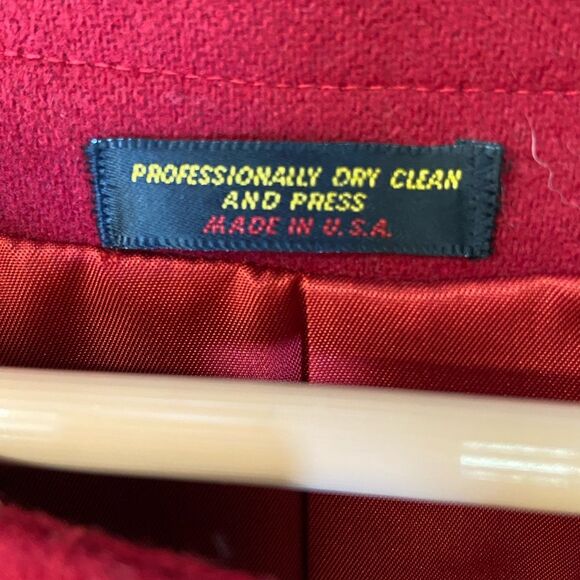 PROFESSIONALLY DRY CLEAN
AND PRESS
MADE IN U.S.A.